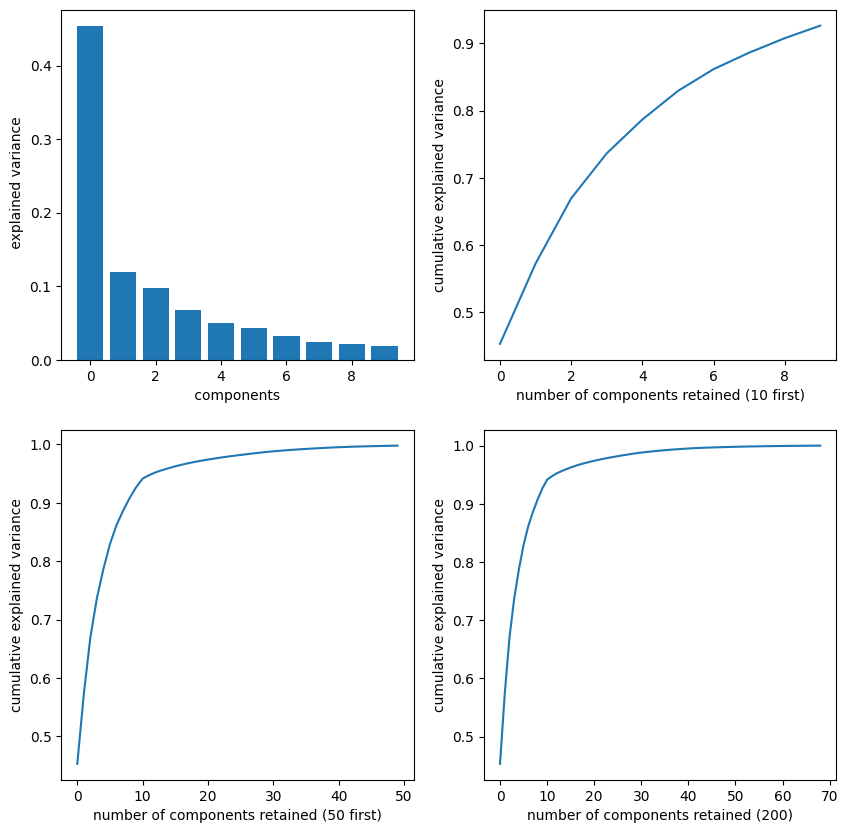 0.4
0.3
0.2
0.1
0.0
explained variance
0 2 4 6 8
components
0.9
0.8
0.7
0.6
0.5
cumulative explained variance
0 2 4 6 8
number of components retained (10 first)
1.0
0.9
0.8
0.7
0.6
0.5
cumulative explained variance
0 10 20 30 40 50
number of components retained (50 first)
1.0
0.9
0.8
0.7
0.6
0.5
cumulative explained variance
0 10 20 30 40 50 60 70
number of components retained (200)